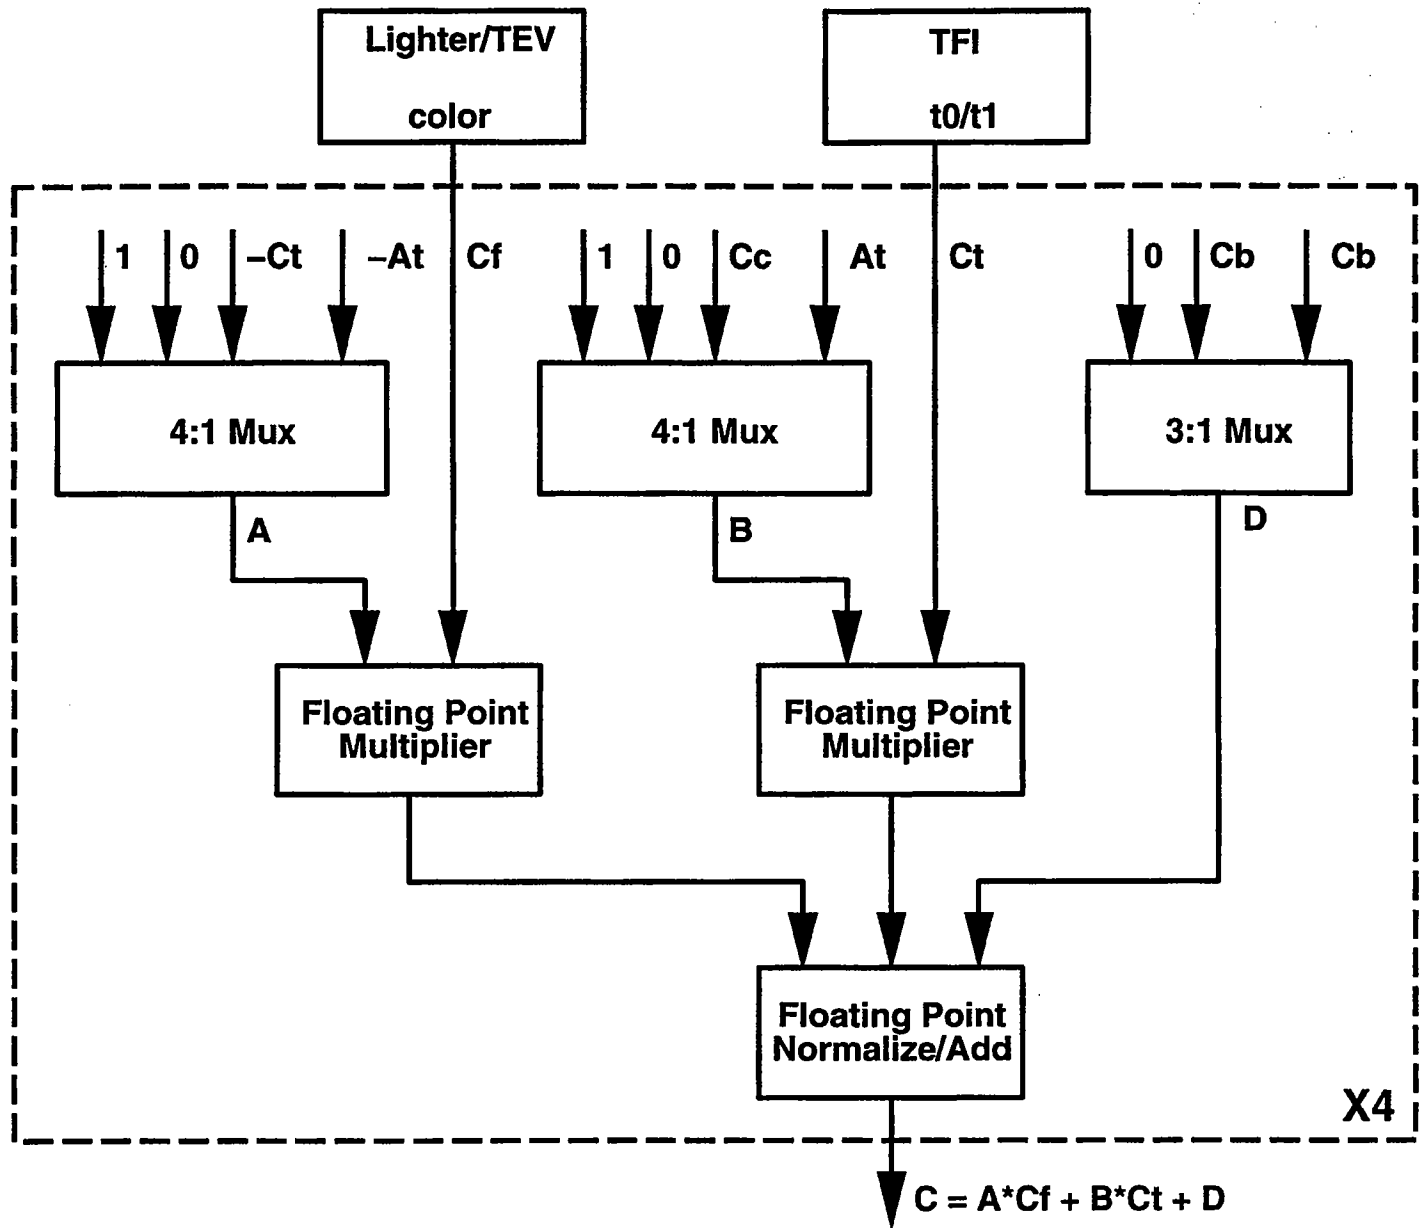 Lighter/TEV
color
TFI
t0/t1
1 0 –Ct –At Cf 1 0 Cc At Ct 0 Cb Cb
4:1 Mux
4:1 Mux
3:1 Mux
A
B
D
Floating Point
Multiplier
Floating Point
Multiplier
Floating Point
Normalize/Add
X4
C = A*Cf + B*Ct + D